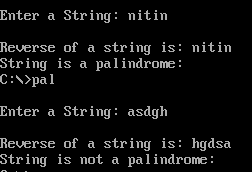 Enter a String: nitin
Reverse of a string is: nitin
String is a palindrome:
C:\>pal
Enter a String: asdgh
Reverse of a string is: hgdsa
String is not a palindrome: